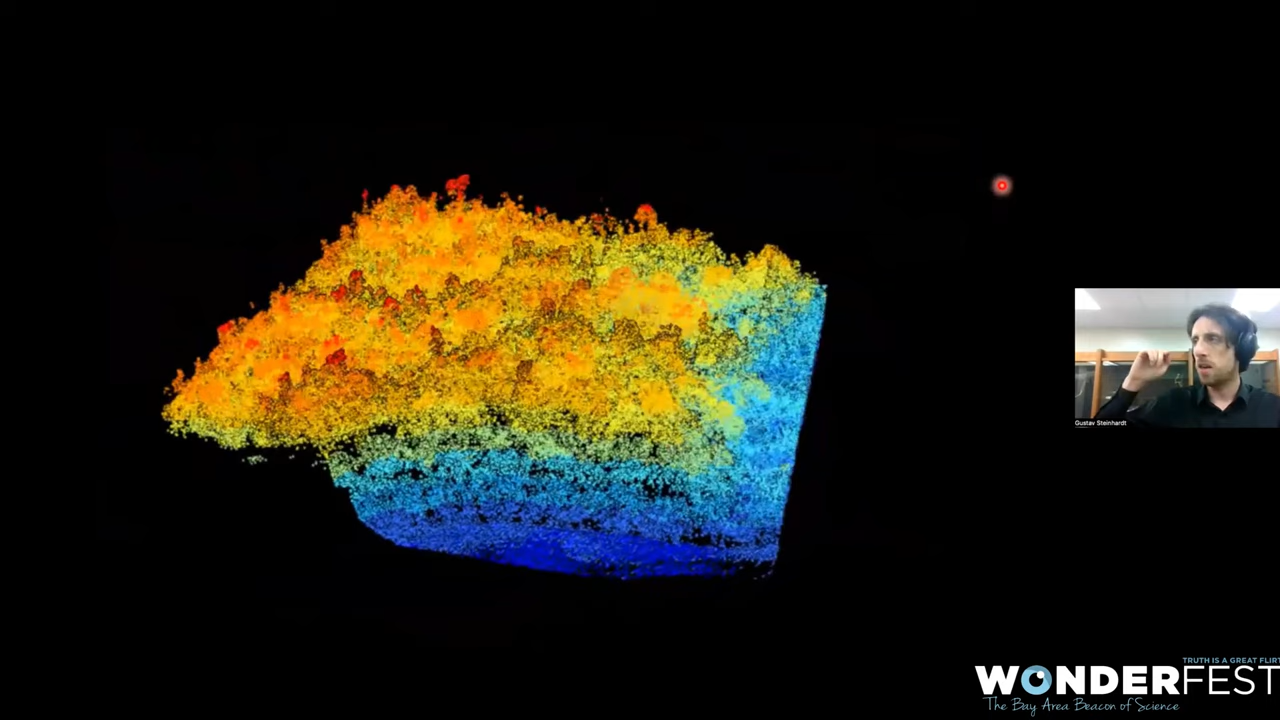 Gustav Steinhardt
TRUTH IS A GREAT FLIRT
WONDERFEST
The Bay Area Beacon of Science